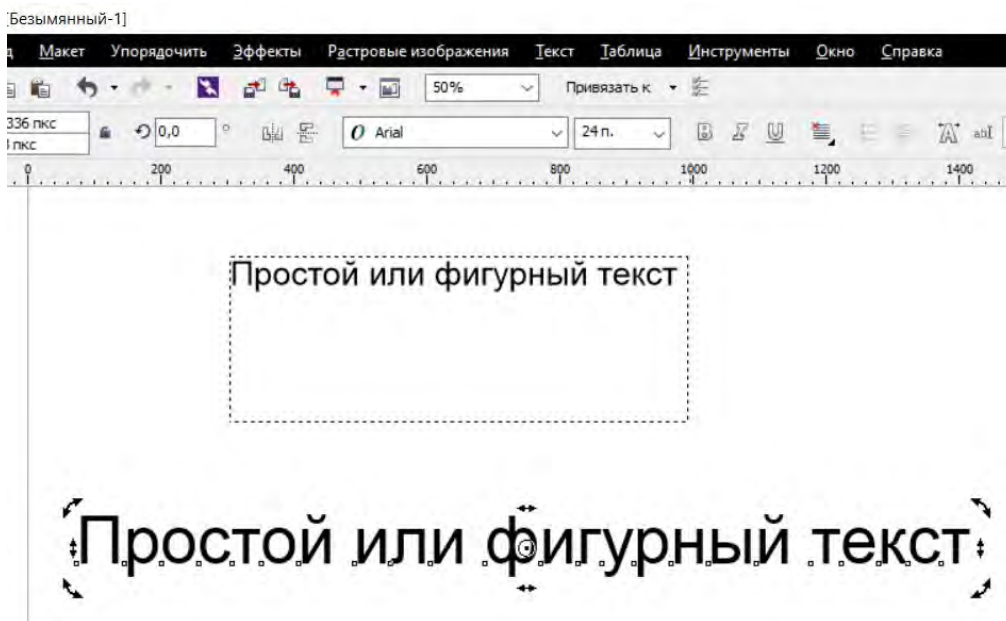 [Безымянный-1]
Макет Упорядочить Эффекты Растровые изображения Текст Таблица Инструменты Окно Справка
50% Привязать к
336 пкс
пкс
0,0 ° O Arial 24 п. abI
0 200 400 600 800 1000 1200 1400
Простой или фигурный текст
Простой или фигурный текст